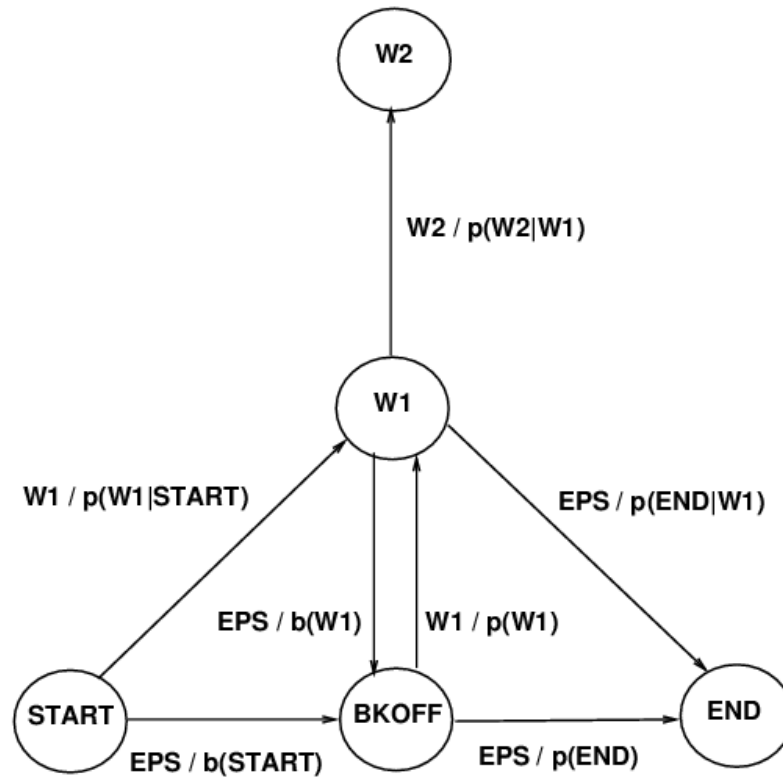 W2
W2 / p(W2|W1)
W1
W1 / p(W1|START)
EPS / p(END|W1)
EPS / b(W1)
W1 / p(W1)
START
BKOFF
END
EPS / b(START)
EPS / p(END)